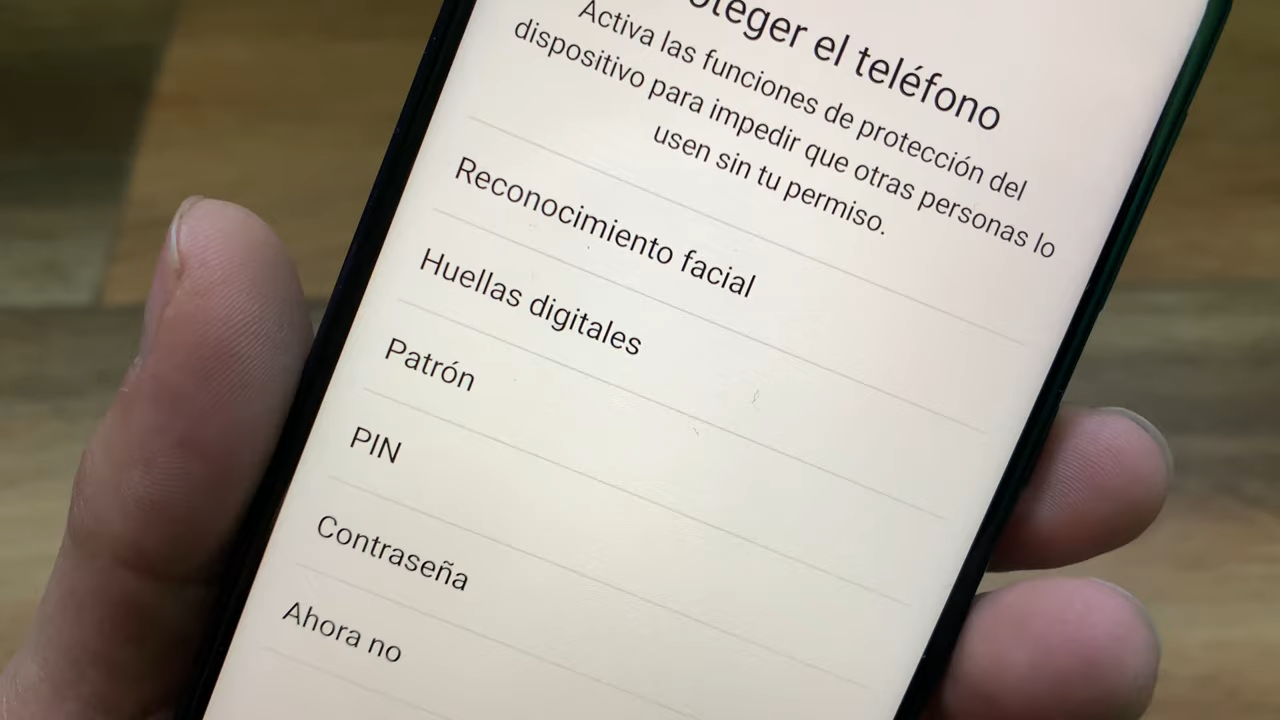 oteger el teléfono
Activa las funciones de protección del
dispositivo para impedir que otras personas lo
usen sin tu permiso.
Reconocimiento facial
Huellas digitales
Patrón
PIN
Contraseña
Ahora no